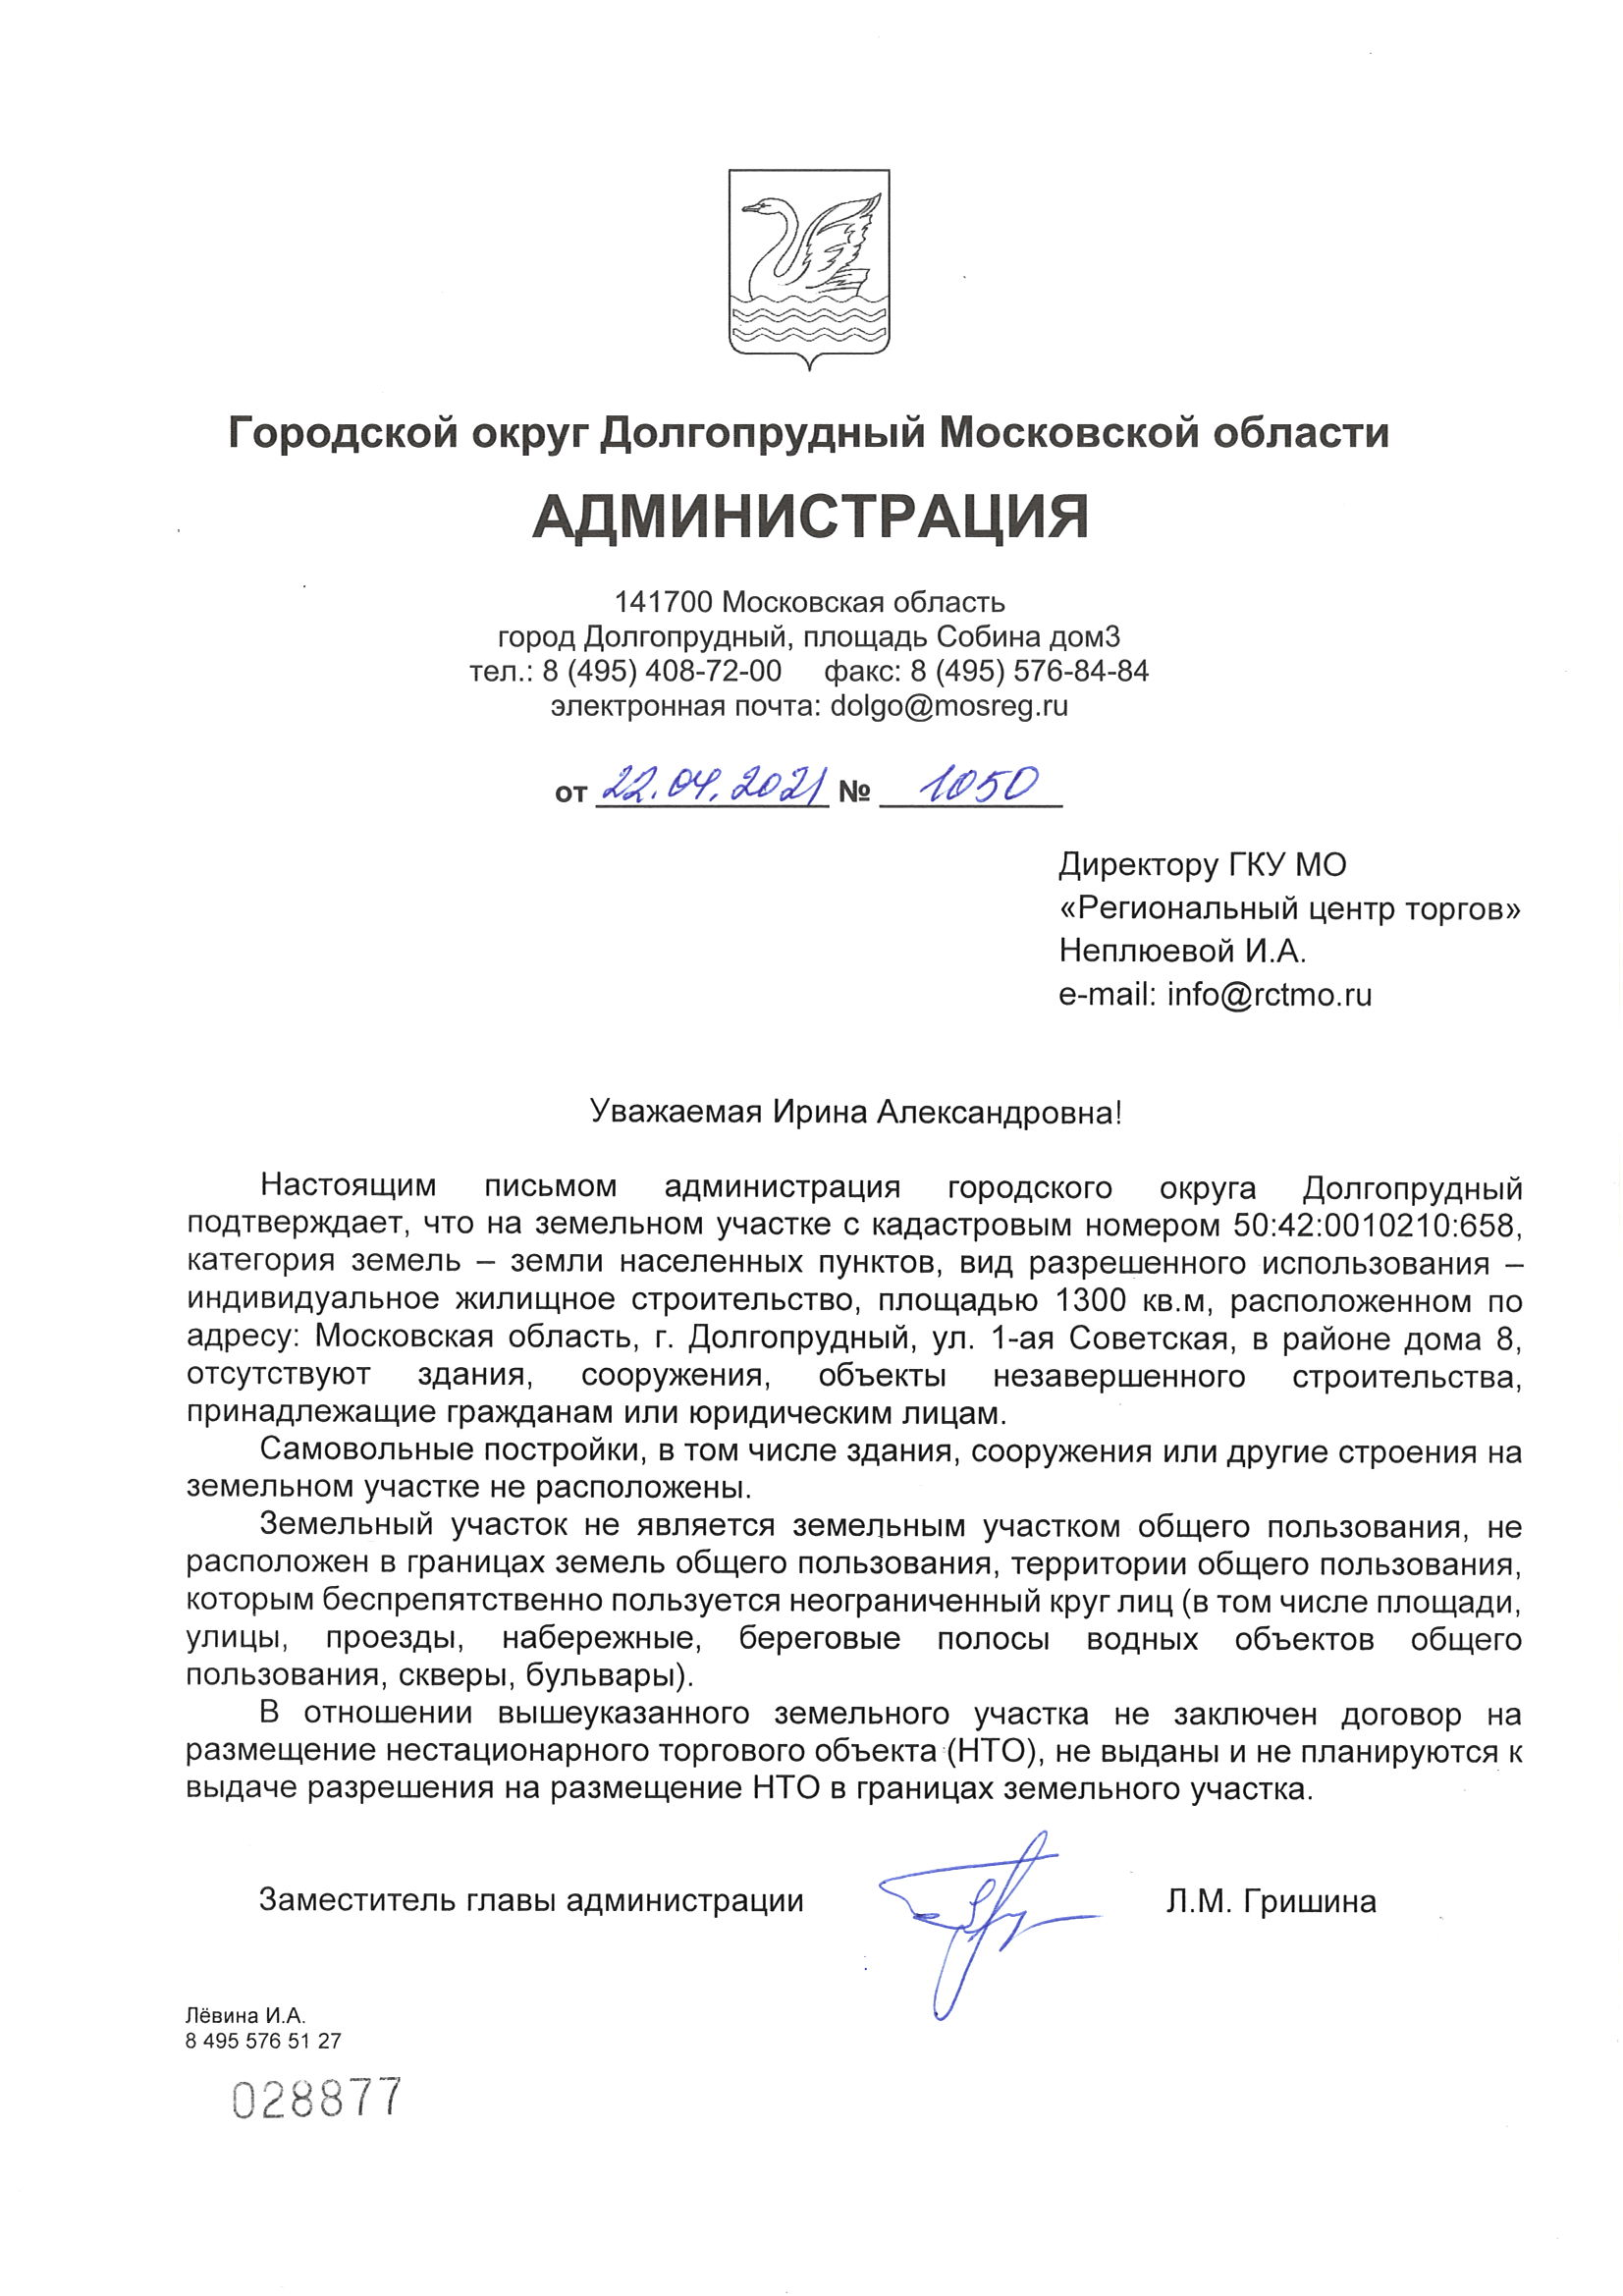 Городской округ Долгопрудный Московской области
АДМИНИСТРАЦИЯ
141700 Московская область
город Долгопрудный, площадь Собина дом3
тел.: 8 (495) 408-72-00 факс: 8 (495) 576-84-84
электронная почта: dolgo@mosreg.ru
от 22.04.2021 № 1050
Директору ГКУ МО
«Региональный центр торгов»
Неплюевой И.А.
e-mail: info@rctmo.ru
Уважаемая Ирина Александровна!
Настоящим письмом администрация городского округа Долгопрудный
подтверждает, что на земельном участке с кадастровым номером 50:42:0010210:658,
категория земель – земли населенных пунктов, вид разрешенного использования –
индивидуальное жилищное строительство, площадью 1300 кв.м, расположенном по
адресу: Московская область, г. Долгопрудный, ул. 1-ая Советская, в районе дома 8,
отсутствуют здания, сооружения, объекты незавершенного строительства,
принадлежащие гражданам или юридическим лицам.
Самовольные постройки, в том числе здания, сооружения или другие строения на
земельном участке не расположены.
Земельный участок не является земельным участком общего пользования, не
расположен в границах земель общего пользования, территории общего пользования,
которым беспрепятственно пользуется неограниченный круг лиц (в том числе площади,
улицы, проезды, набережные, береговые полосы водных объектов общего
пользования, скверы, бульвары).
В отношении вышеуказанного земельного участка не заключен договор на
размещение нестационарного торгового объекта (НТО), не выданы и не планируются к
выдаче разрешения на размещение НТО в границах земельного участка.
Заместитель главы администрации Л.М. Гришина
Лёвина И.А.
8 495 576 51 27
028877